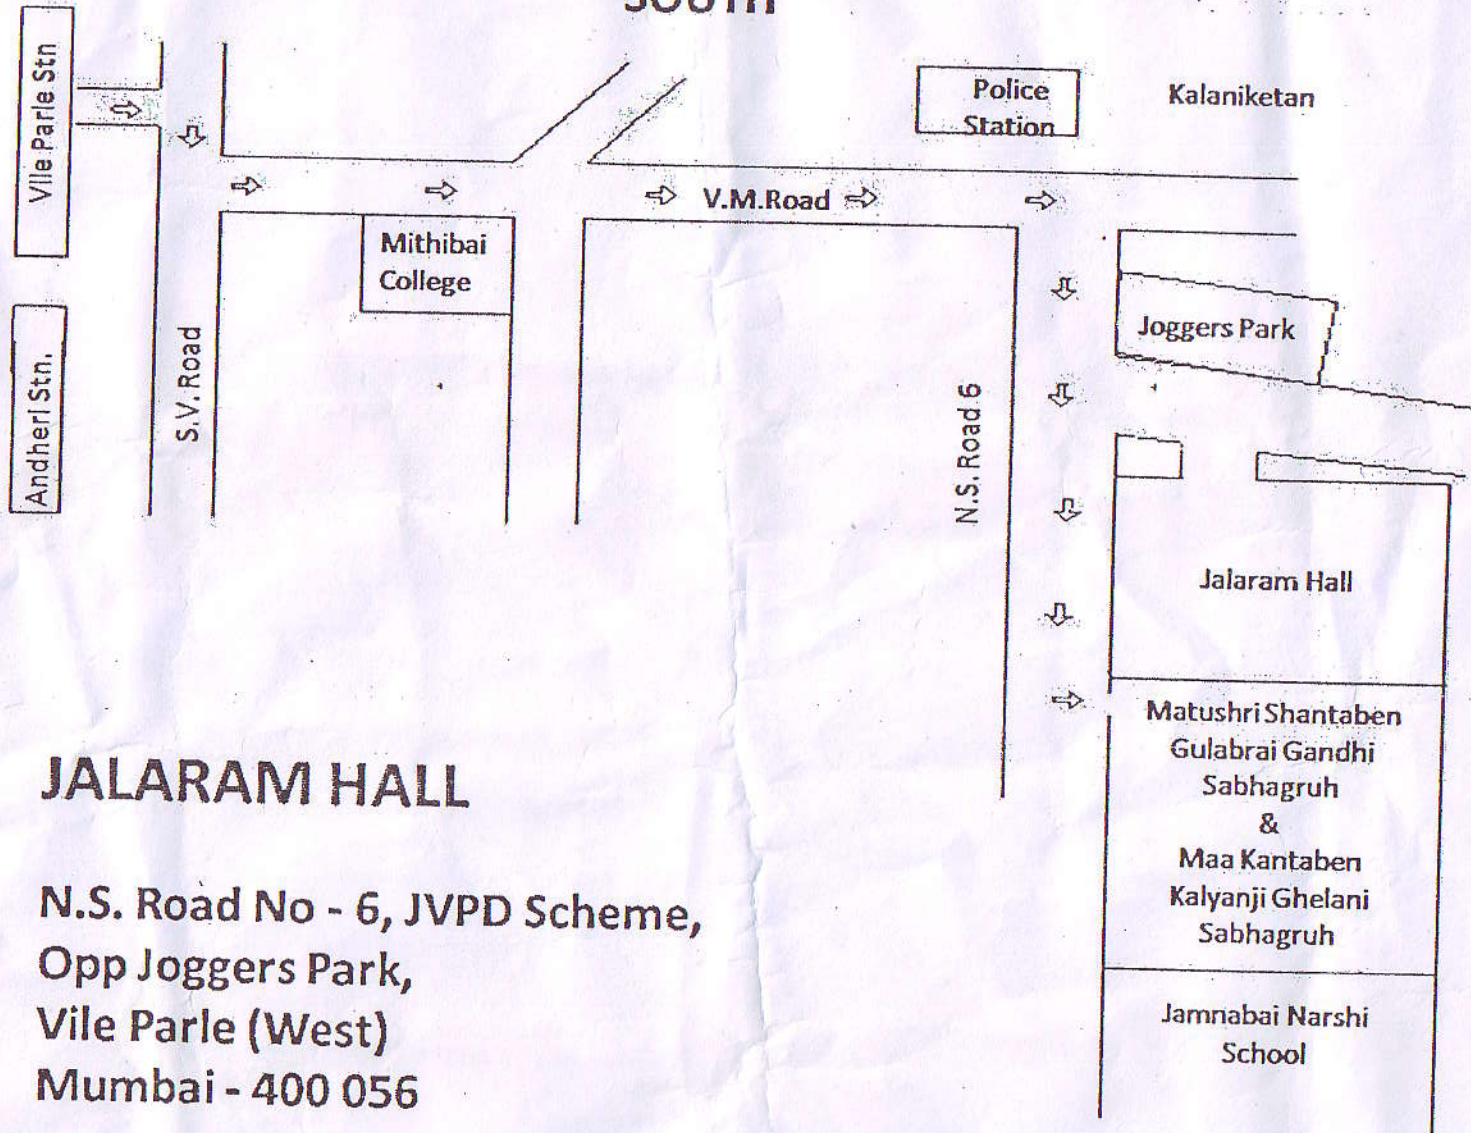 SOUTH
Vile Parle Stn
Police
Station
Kalaniketan
V.M.Road
Mithibai
College
Joggers Park
Andheri Stn.
S.V. Road
N.S. Road 6
Jalaram Hall
Matushri Shantaben
Gulabrai Gandhi
Sabhagruh
&
Maa Kantaben
Kalyanji Ghelani
Sabhagruh
Jamnabai Narshi
School
JALARAM HALL
N.S. Road No - 6, JVPD Scheme,
Opp Joggers Park,
Vile Parle (West)
Mumbai - 400 056